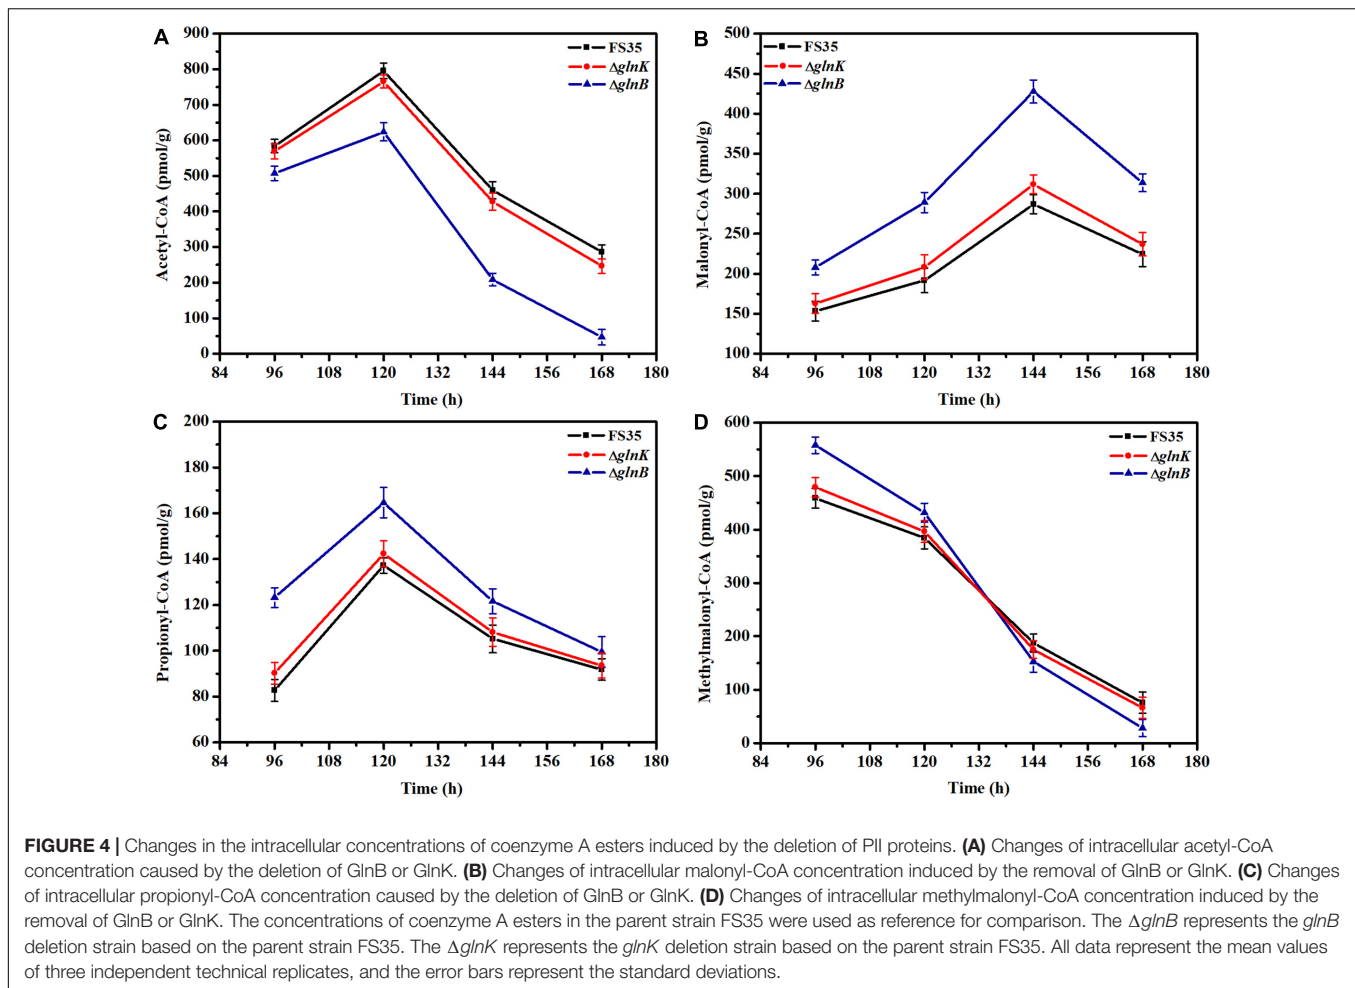 A
900
800
700
600
500
400
300
200
100
0
Acetyl-CoA (pmol/g)
84 96 108 120 132 144 156 168 180
Time (h)
FS35
ΔglnK
ΔglnB
B
500
450
400
350
300
250
200
150
100
Malonyl-CoA (pmol/g)
84 96 108 120 132 144 156 168 180
Time (h)
FS35
ΔglnK
ΔglnB
C
200
180
160
140
120
100
80
60
Propionyl-CoA (pmol/g)
84 96 108 120 132 144 156 168 180
Time (h)
FS35
ΔglnK
ΔglnB
D
600
500
400
300
200
100
0
Methylmalonyl-CoA (pmol/g)
84 96 108 120 132 144 156 168 180
Time (h)
FS35
ΔglnK
ΔglnB
FIGURE 4 | Changes in the intracellular concentrations of coenzyme A esters induced by the deletion of PII proteins. (A) Changes of intracellular acetyl-CoA
concentration caused by the deletion of GlnB or GlnK. (B) Changes of intracellular malonyl-CoA concentration induced by the removal of GlnB or GlnK. (C) Changes
of intracellular propionyl-CoA concentration caused by the deletion of GlnB or GlnK. (D) Changes of intracellular methylmalonyl-CoA concentration induced by the
removal of GlnB or GlnK. The concentrations of coenzyme A esters in the parent strain FS35 were used as reference for comparison. The ΔglnB represents the glnB
deletion strain based on the parent strain FS35. The ΔglnK represents the glnK deletion strain based on the parent strain FS35. All data represent the mean values
of three independent technical replicates, and the error bars represent the standard deviations.